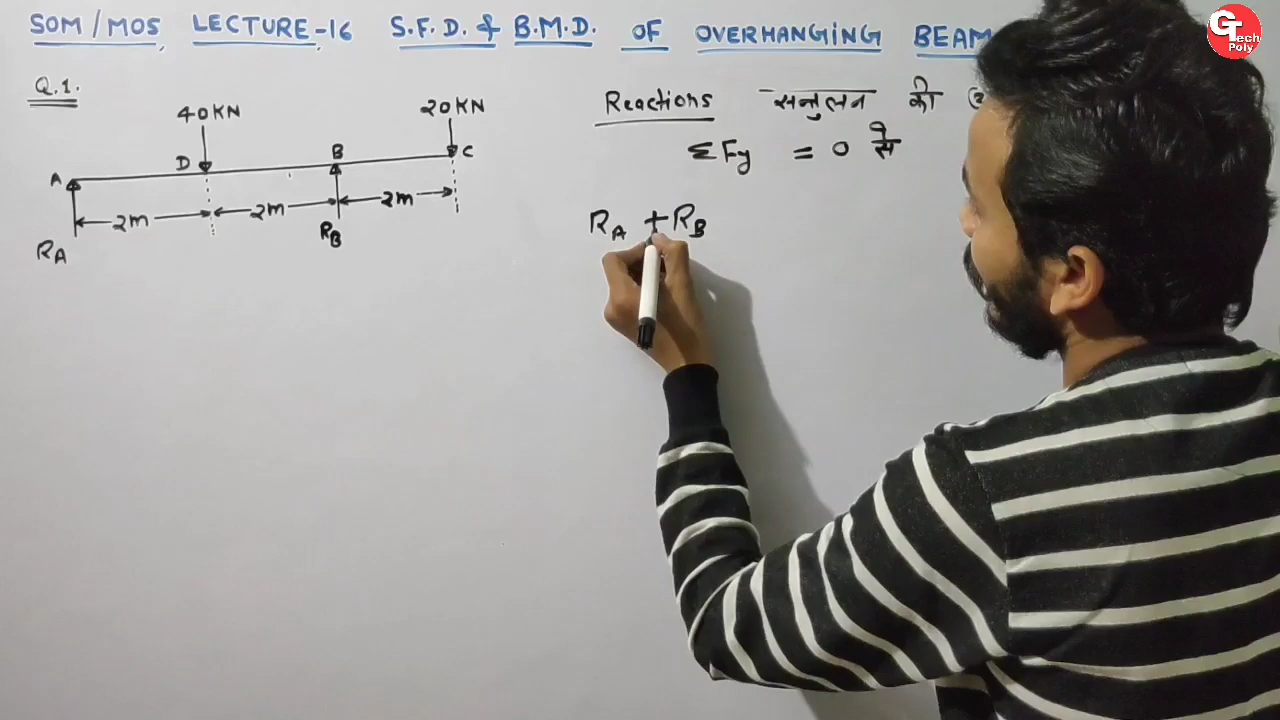 SOM/MOS LECTURE-16 S.F.D. & B.M.D. OF OVERHANGING BEAM
GTech Poly
Q.1.
40KN
20KN
A
D
B
C
2m
2m
2m
RA
RB
Reactions सन्तुलन की
ΣFy = 0 से
RA + RB